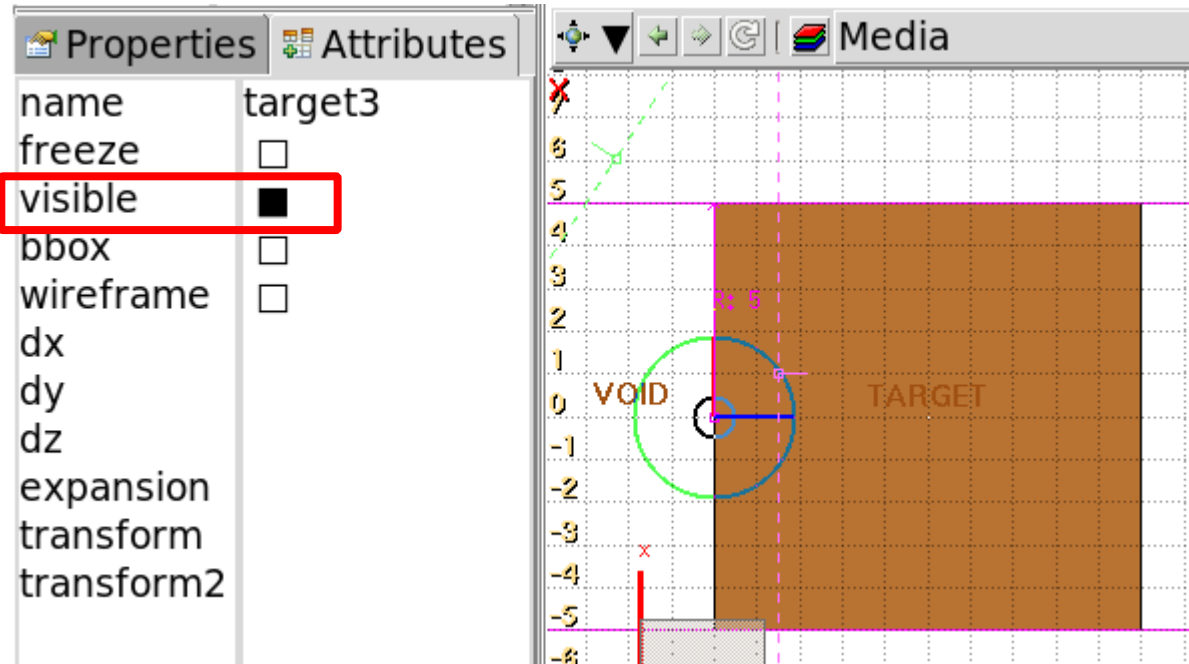 Properties Attributes
name target3
freeze
visible
bbox
wireframe
dx
dy
dz
expansion
transform
transform2
Media
x
7
6
5
4
3
2
1
0
-1
-2
-3
-4
-5
-6
R: 5
VOID TARGET
x